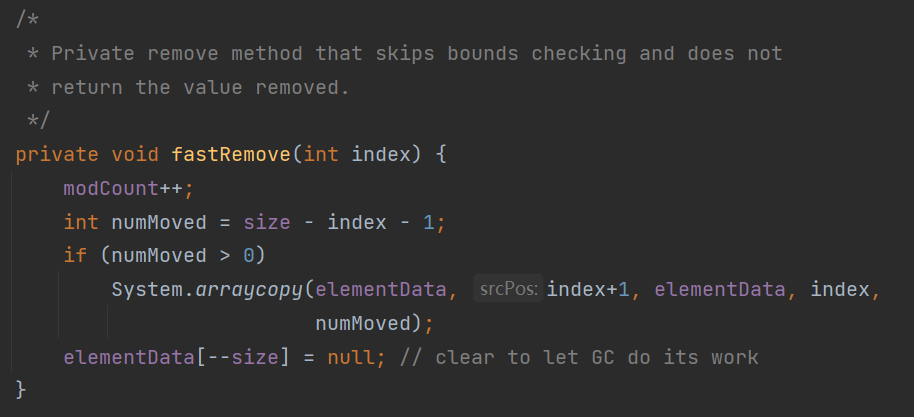 /*
 * Private remove method that skips bounds checking and does not
 * return the value removed.
 */
private void fastRemove(int index) {
    modCount++;
    int numMoved = size - index - 1;
    if (numMoved > 0)
        System.arraycopy(elementData, srcPos: index+1, elementData, index,
                         numMoved);
    elementData[--size] = null; // clear to let GC do its work
}